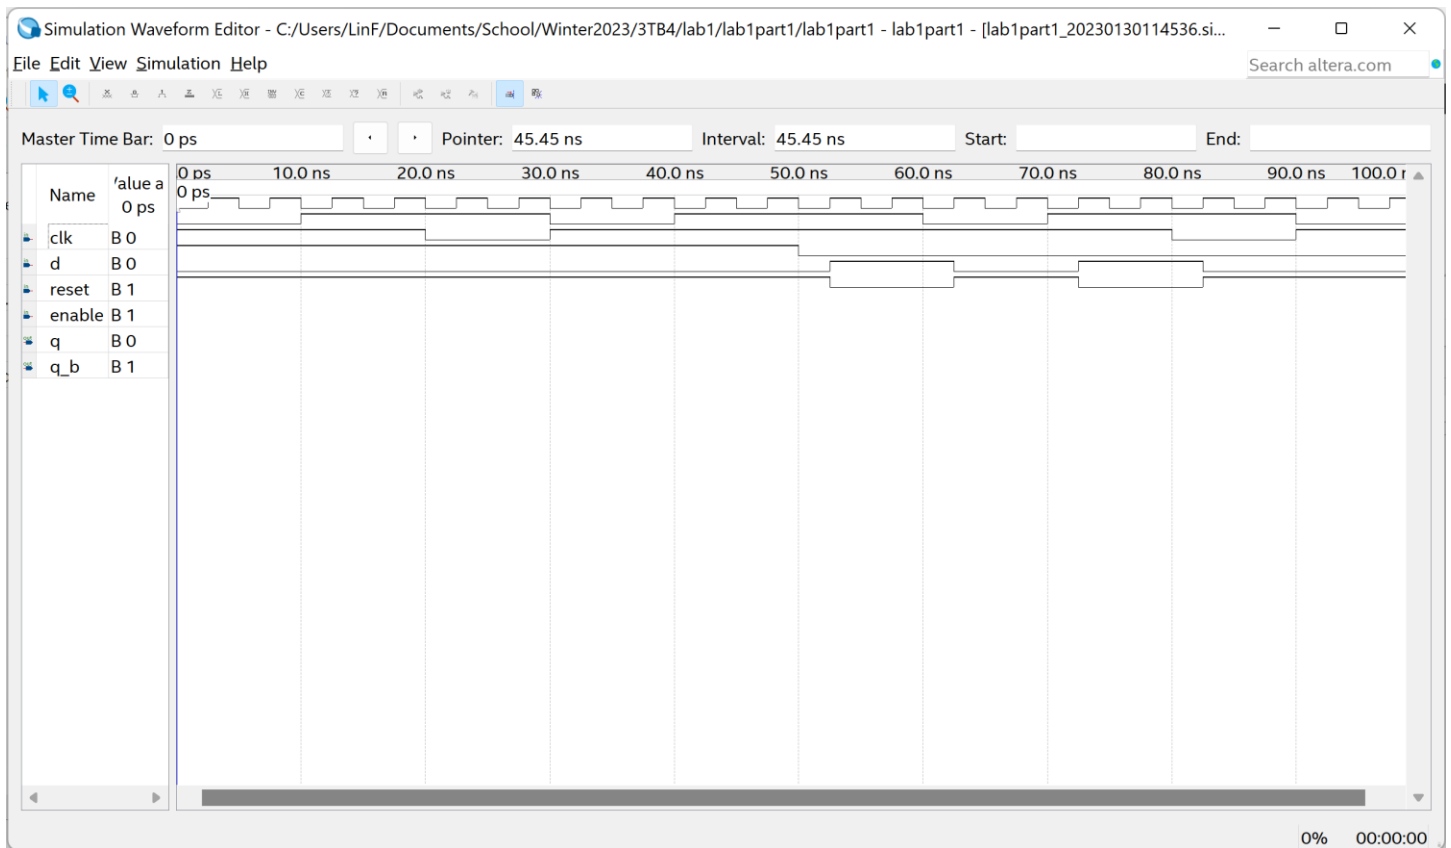 Simulation Waveform Editor - C:/Users/LinF/Documents/School/Winter2023/3TB4/lab1/lab1part1/lab1part1 - lab1part1 - [lab1part1_20230130114536.si...
File Edit View Simulation Help
Search altera.com
Master Time Bar: 0 ps Pointer: 45.45 ns Interval: 45.45 ns Start: End:
Name 'alue a 0 ps
0 ps 10.0 ns 20.0 ns 30.0 ns 40.0 ns 50.0 ns 60.0 ns 70.0 ns 80.0 ns 90.0 ns 100.0 r
0 ps
clk B 0
d B 0
reset B 1
enable B 1
q B 0
q_b B 1
0% 00:00:00